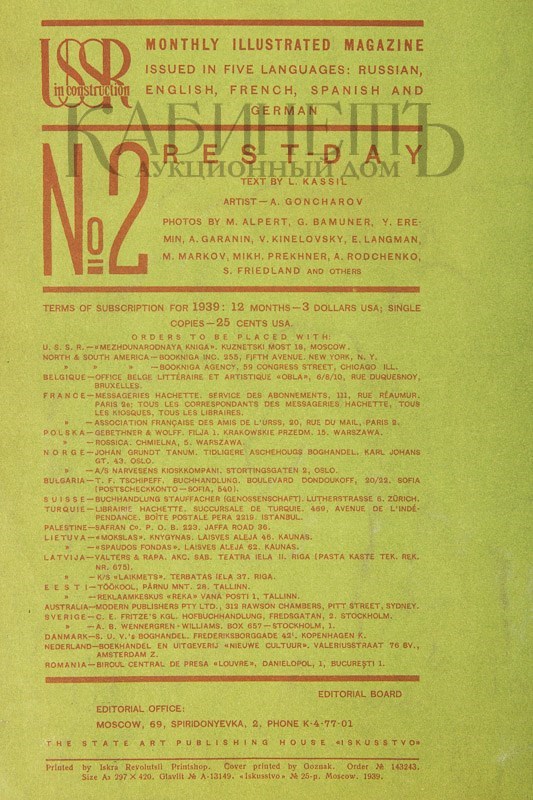 USSR
in construction
MONTHLY ILLUSTRATED MAGAZINE
ISSUED IN FIVE LANGUAGES: RUSSIAN,
ENGLISH, FRENCH, SPANISH AND
GERMAN
КАБИНЕТЪ
АУКЦИОННЫЙ ДОМ
№2
RESTDAY
TEXT BY L. KASSIL
ARTIST—A. GONCHAROV
PHOTOS BY M. ALPERT, G. BAMUNER, Y. ERE-
MIN, A. GARANIN, V. KINELOVSKY, E. LANGMAN,
M. MARKOV, MIKH. PREKHNER, A. RODCHENKO,
S. FRIEDLAND AND OTHERS
TERMS OF SUBSCRIPTION FOR 1939: 12 MONTHS—3 DOLLARS USA; SINGLE
COPIES—25 CENTS USA.
ORDERS TO BE PLACED WITH:
U. S. S. R.—«MEZHDUNARODNAYA KNIGA». KUZNETSKI MOST 18, MOSCOW.
NORTH & SOUTH AMERICA—BOOKNIGA INC. 255, FIFTH AVENUE. NEW YORK, N. Y.
» » » —BOOKNIGA AGENCY, 59 CONGRESS STREET, CHICAGO ILL.
BELGIQUE—OFFICE BELGE LITTÉRAIRE ET ARTISTIQUE «OBLA», 6/8/10, RUE DUQUESNOY,
BRUXELLES.
FRANCE—MESSAGERIES HACHETTE. SERVICE DES ABONNEMENTS, 111, RUE RÉAUMUR,
PARIS 2e; TOUS LES CORRESPONDANTS DES MESSAGERIES HACHETTE, TOUS
LES KIOSQUES, TOUS LES LIBRAIRES.
» —ASSOCIATION FRANÇAISE DES AMIS DE L'URSS, 20, RUE DU MAIL, PARIS 2.
POLSKA—GEBETHNER & WOLFF. FILJA I. KRAKOWSKIE PRZEDM. 15. WARSZAWA.
» —ROSSICA. CHMIELNA, 5. WARSZAWA.
NORGE—JOHAN GRUNDT TANUM. TIDLIGERE ASCHEHOUGS BOGHANDEL. KARL JOHANS
GT. 43. OSLO.
» —A/S NARVESENS KIOSKKOMPANI. STORTINGSGATEN 2, OSLO.
BULGARIA—T. F. TSCHIPEFF. BUCHHANDLUNG. BOULEVARD DONDOUKOFF, 20/22. SOFIA
(POSTSCHECKKONTO—SOFIA, 540).
SUISSE—BUCHHANDLUNG STAUFFACHER (GENOSSENSCHAFT). LUTHERSTRASSE 6. ZÜRICH.
TURQUIE—LIBRAIRIE HACHETTE. SUCCURSALE DE TURQUIE. 469, AVENUE DE L'INDÉ-
PENDANCE. BOÎTE POSTALE PERA 2219. ISTANBUL.
PALESTINE—SAFRAN Co. P. O. B. 223. JAFFA ROAD 36.
LIETUVA—«MOKSLAS». KNYGYNAS. LAISVES ALEJA 46. KAUNAS.
» —«SPAUDOS FONDAS». LAISVES ALEJA 62. KAUNAS.
LATVIJA—VALTERS & RAPA. AKC. SAB. TEATRA IELA 11. RIGA (PASTA KASTE TEK. REK.
NR. 675).
» —K/S «LAIKMETS». TERBATAS IELA 37. RIGA.
EESTI—TÖÖKOOL, PÄRNU MNT. 28. TALLINN.
» —REKLAAMKESKUS «REKA» VANA POSTI 1, TALLINN.
AUSTRALIA—MODERN PUBLISHERS PTY LTD., 312 RAWSON CHAMBERS, PITT STREET, SYDNEY.
SVERIGE—C. E. FRITZE'S KGL. HOFBUCHHANDLUNG, FREDSGATAN, 2. STOCKHOLM.
» —A. B. WENNERGREN-WILLIAMS. BOX 657—STOCKHOLM, 1.
DANMARK—S. U. V.'s BOGHANDEL. FREDERIKSBORGGADE 42¹, KOPENHAGEN K.
NEDERLAND—BOEKHANDEL EN UITGEVERIJ «NIEUWE CULTUUR». VALERIUSSTRAAT 76 BV.,
AMSTERDAM Z.
ROMANIA—BIROUL CENTRAL DE PRESA «LOUVRE», DANIELOPOL, 1, BUCUREȘTI 1.
EDITORIAL BOARD
EDITORIAL OFFICE:
MOSCOW, 69, SPIRIDONYEVKA, 2, PHONE K-4-77-01
THE STATE ART PUBLISHING HOUSE «ISKUSSTVO»
Printed by Iskra Revolutsii Printshop. Cover printed by Goznak. Order № 143243.
Size A3 297 × 420. Glavlit № A-13149. «Iskusstvo» № 25-p. Moscow. 1939.